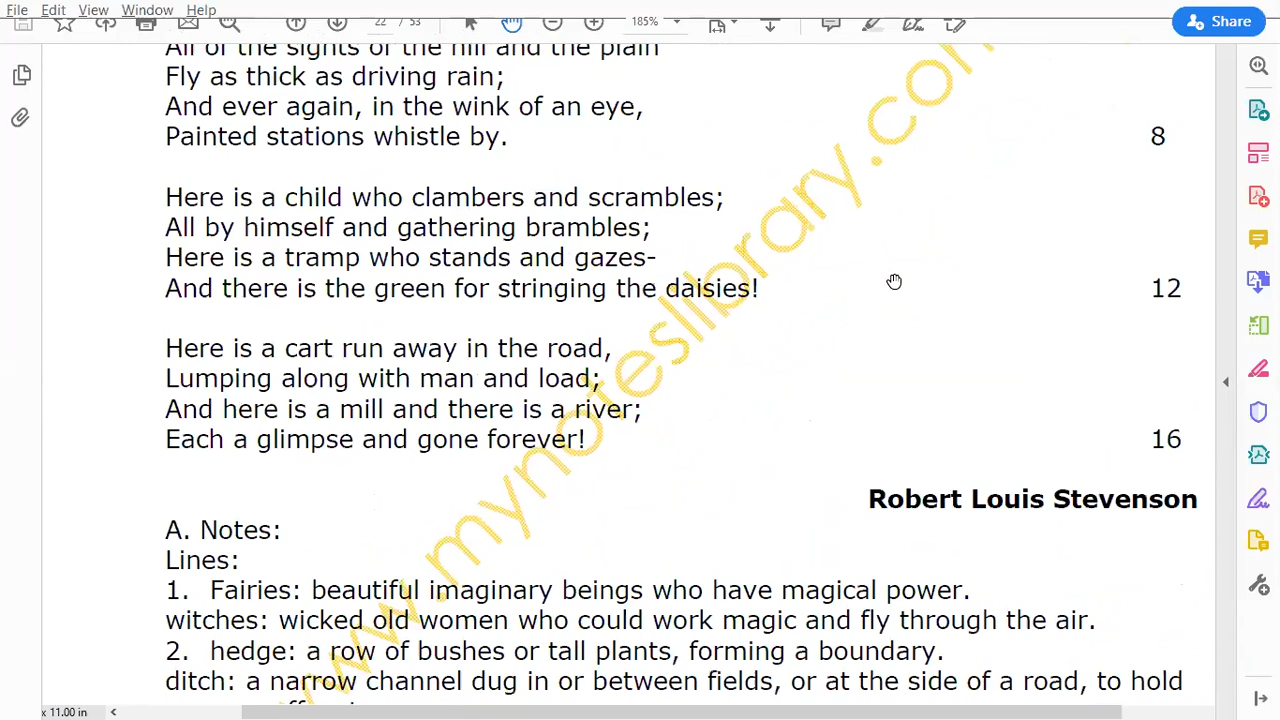 File Edit View Window Help
22 / 53
185%
Share
All of the sights of the hill and the plain
Fly as thick as driving rain;
And ever again, in the wink of an eye,
Painted stations whistle by. 8
Here is a child who clambers and scrambles;
All by himself and gathering brambles;
Here is a tramp who stands and gazes-
And there is the green for stringing the daisies! 12
Here is a cart run away in the road,
Lumping along with man and load;
And here is a mill and there is a river;
Each a glimpse and gone forever! 16
Robert Louis Stevenson
A. Notes:
Lines:
1. Fairies: beautiful imaginary beings who have magical power.
witches: wicked old women who could work magic and fly through the air.
2. hedge: a row of bushes or tall plants, forming a boundary.
ditch: a narrow channel dug in or between fields, or at the side of a road, to hold
www.mynoteslibrary.com
x 11.00 in